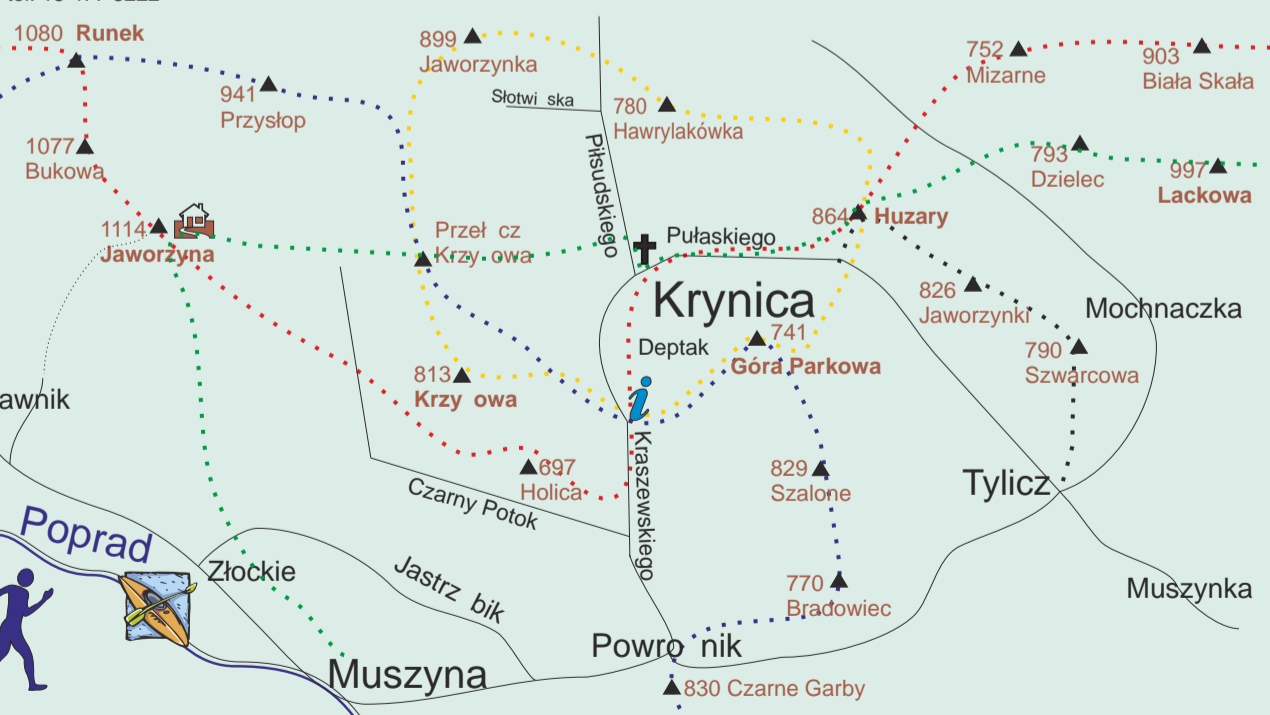 1080 Runek
899
Jaworzynka
752
Mizarne
903
Biała Skała
941
Przysłop
Słotwi ska
780
Hawrylakówka
1077
Bukowa
Piłsudskiego
793
Dzielec
997
Lackowa
1114
Jaworzyna
Przeł cz
Krzy owa
Pułaskiego
864 Huzary
Krynica
826
Jaworzynki
Mochnaczka
Deptak
741
Góra Parkowa
790
Szwarcowa
813
Krzy owa
awnik
i
697
Holica
Kraszewskiego
829
Szalone
Tylicz
Czarny Potok
Poprad
Złockie
Jastrz bik
770
Bradowiec
Muszynka
Powro nik
Muszyna
830 Czarne Garby